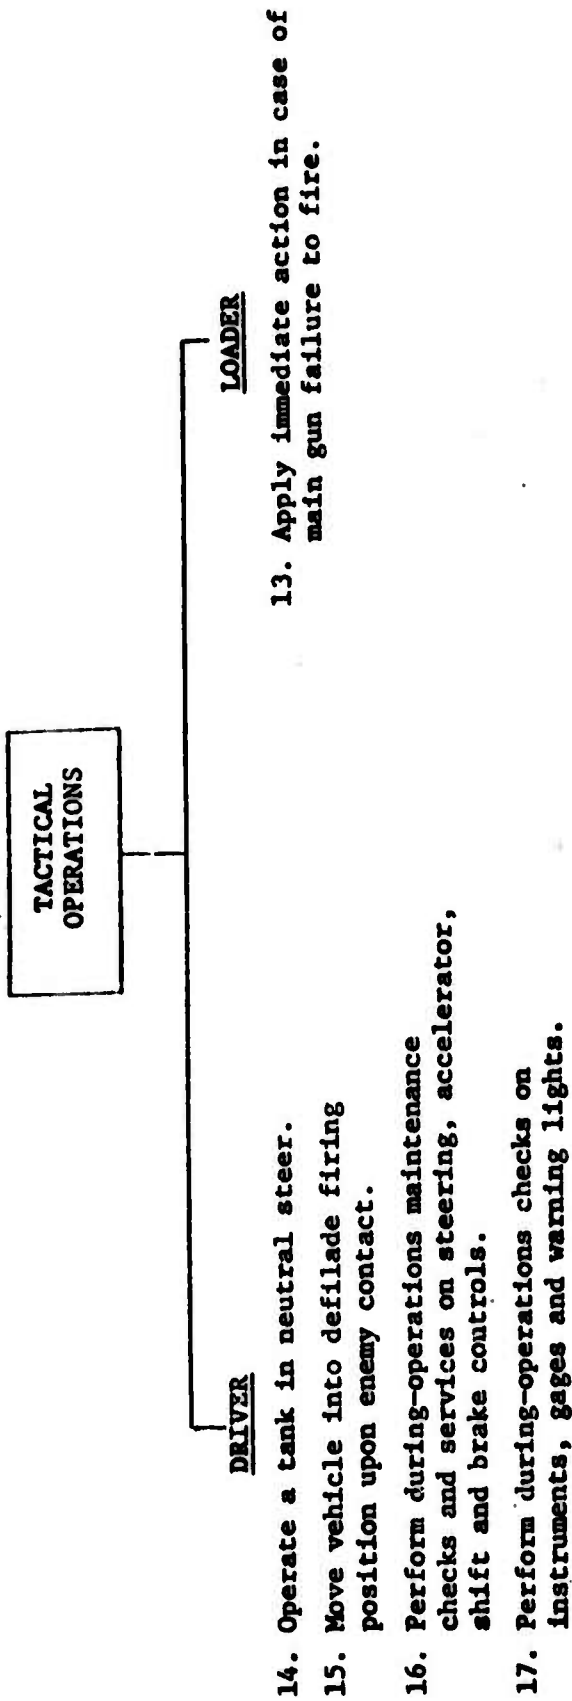 TACTICAL
OPERATIONS
DRIVER
14. Operate a tank in neutral steer.
15. Move vehicle into defilade firing
position upon enemy contact.
16. Perform during-operations maintenance
checks and services on steering, accelerator,
shift and brake controls.
17. Perform during-operations checks on
instruments, gages and warning lights.
LOADER
13. Apply immediate action in case of
main gun failure to fire.